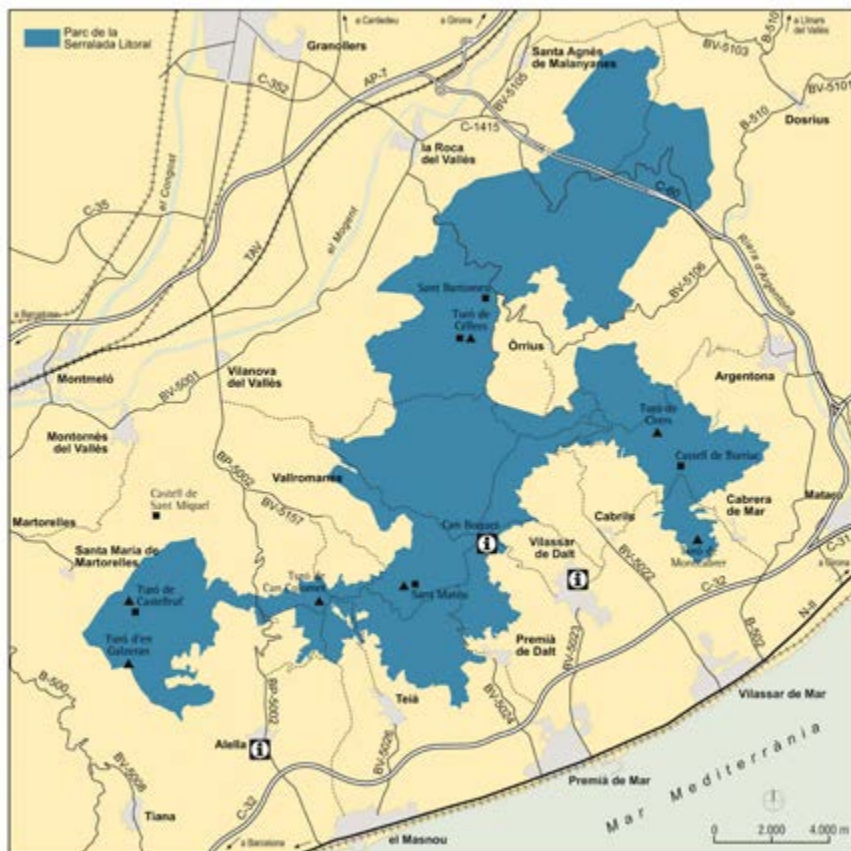 Parc de la
Serralada Litoral
a Cardedeu
a Girona
Granollers
C-352
AP-7
Santa Agnès
de Malanyanes
BV-5105
C-1415
la Roca
del Vallès
BV-5103
B-510
a Llinars
del Vallès
BV-5101
B-510
Dosrius
C-60
Riera d'Argentona
el Congost
C-35
TAV
el Mogent
a Barcelona
Montmeló
BV-5001
Vilanova
del Vallès
Sant Bartomeu
Turó de
Céllecs
Òrrius
BV-5106
Argentona
Montornès
del Vallès
BP-5002
Vallromanes
BV-5157
Turó de
Cirers
Castell de Burriac
Castell de
Sant Miquel
Martorelles
Santa Maria de
Martorelles
Can Boquet
Vilassar
de Dalt
Cabrils
Cabrera
de Mar
Mataró
C-31
a Girona
BV-5022
C-32
Montcabrer
Turó de
Castellruf
Turó d'en
Galzeran
Can Colomer
Sant Mateu
Premià
de Dalt
BV-5023
B-502
N-II
B-500
BP-5002
Teià
BV-5024
Vilassar de Mar
Alella
BV-5026
BV-5008
Tiana
C-32
Premià de Mar
Mar Mediterrània
a Barcelona
el Masnou
0 2.000 4.000 m